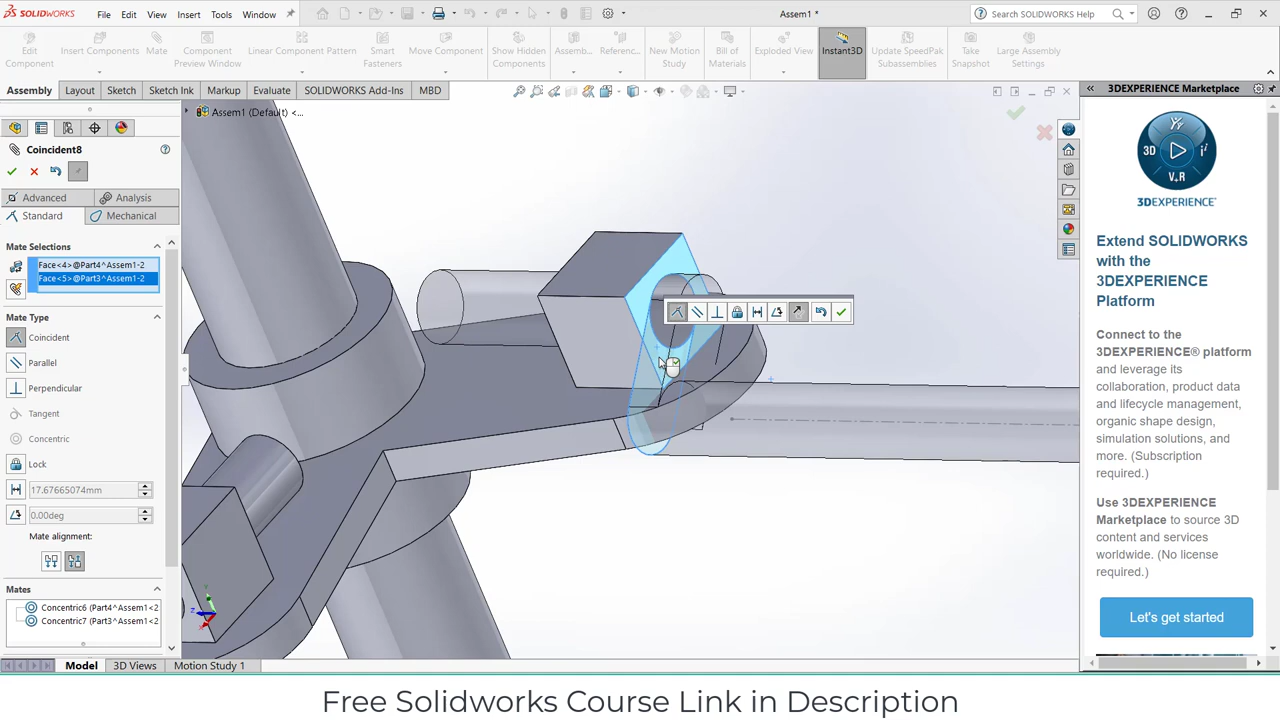 SOLIDWORKS
File Edit View Insert Tools Window
Assem1 *
Search SOLIDWORKS Help
Edit Component
Insert Components
Mate
Component Preview Window
Linear Component Pattern
Smart Fasteners
Move Component
Show Hidden Components
Assemb...
Referenc...
New Motion Study
Bill of Materials
Exploded View
Instant3D
Update SpeedPak Subassemblies
Take Snapshot
Large Assembly Settings
Assembly Layout Sketch Sketch Ink Markup Evaluate SOLIDWORKS Add-Ins MBD
Assem1 (Default) <...
Coincident8
Advanced Analysis
Standard Mechanical
Mate Selections
Face<4>@Part4^Assem1-2
Face<5>@Part3^Assem1-2
Mate Type
Coincident
Parallel
Perpendicular
Tangent
Concentric
Lock
17.67665074mm
0.00deg
Mate alignment:
Mates
Concentric6 (Part4^Assem1<2
Concentric7 (Part3^Assem1<2
Model 3D Views Motion Study 1
3DEXPERIENCE Marketplace
3D
V.R
3DEXPERIENCE
Extend SOLIDWORKS
with the
3DEXPERIENCE
Platform
Connect to the
3DEXPERIENCE® platform
and leverage its
collaboration, product data
and lifecycle management,
organic shape design,
simulation solutions, and
more. (Subscription
required.)
Use 3DEXPERIENCE
Marketplace to source 3D
content and services
worldwide. (No license
required.)
Let's get started
Free Solidworks Course Link in Description